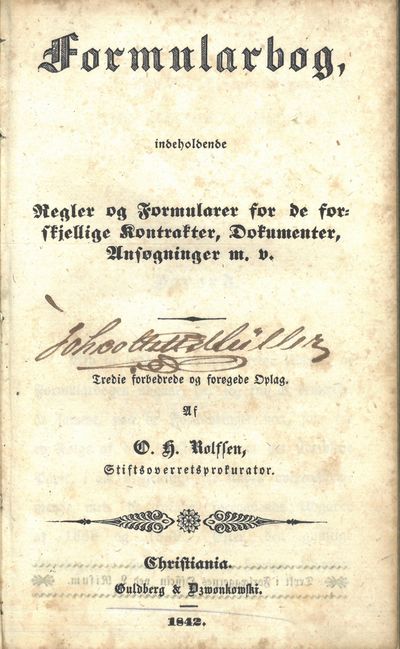 Formularbog,
indeholdende
Regler og Formularer for de for-
skjellige Kontrakter, Dokumenter,
Ansøgninger m. v.
Müller
Tredie forbedrede og forøgede Oplag.
Af
O. H. Rolfsen,
Stiftsoverretsprokurator.
Christiania.
Guldberg & Dzwonkowski.
1842.